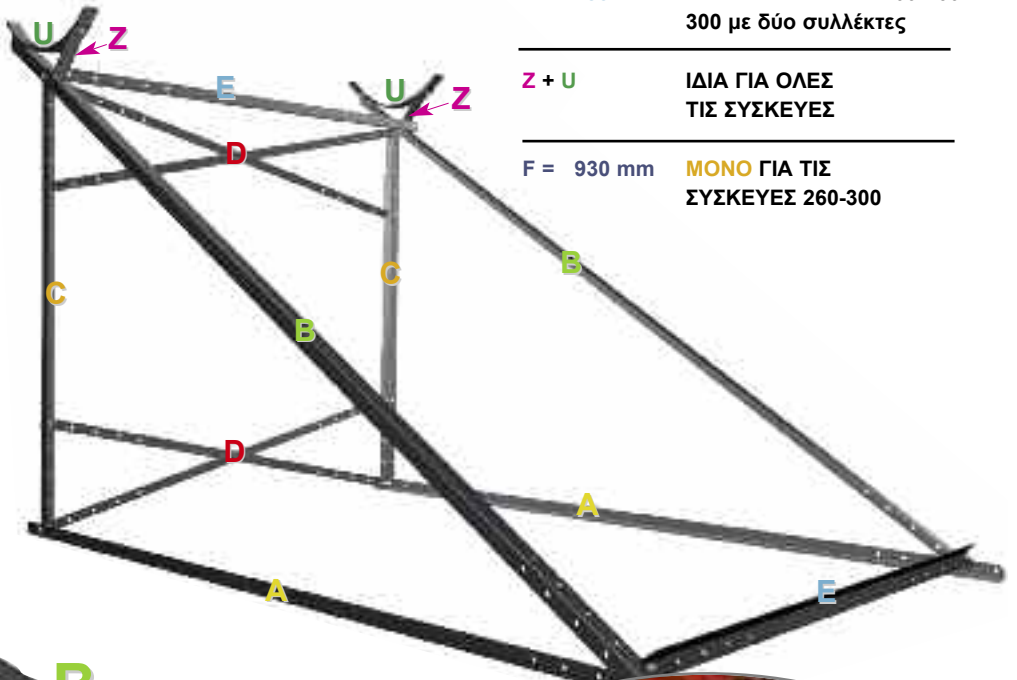 300 με δύο συλλέκτες
Z + U ΙΔΙΑ ΓΙΑ ΟΛΕΣ
ΤΙΣ ΣΥΣΚΕΥΕΣ
F = 930 mm ΜΟΝΟ ΓΙΑ ΤΙΣ
ΣΥΣΚΕΥΕΣ 260-300
U
Z
E
U
Z
D
B
C
C
B
D
A
A
E
B